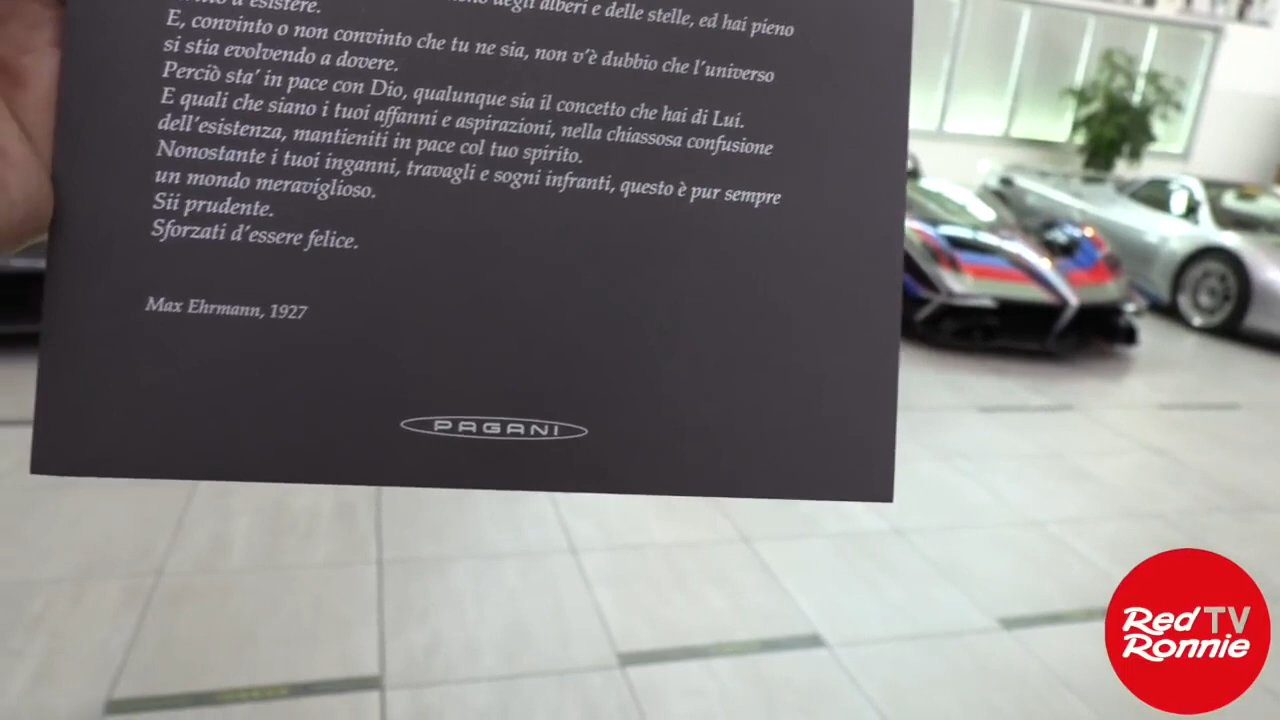 a esistere. degli alberi e delle stelle, ed hai pieno
E, convinto o non convinto che tu ne sia, non v'è dubbio che l'universo
si stia evolvendo a dovere.
Perciò sta' in pace con Dio, qualunque sia il concetto che hai di Lui.
E quali che siano i tuoi affanni e aspirazioni, nella chiassosa confusione
dell'esistenza, mantieniti in pace col tuo spirito.
Nonostante i tuoi inganni, travagli e sogni infranti, questo è pur sempre
un mondo meraviglioso.
Sii prudente.
Sforzati d'essere felice.
Max Ehrmann, 1927
PAGANI
Red TV
Ronnie